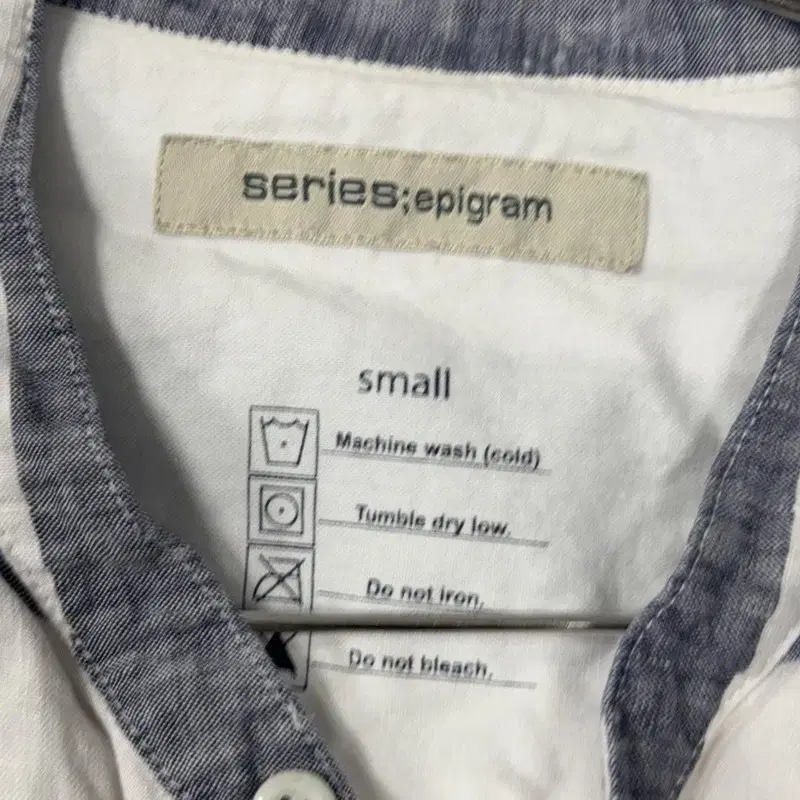 series;epigram
small
Machine wash (cold)
Tumble dry low.
Do not iron.
Do not bleach.